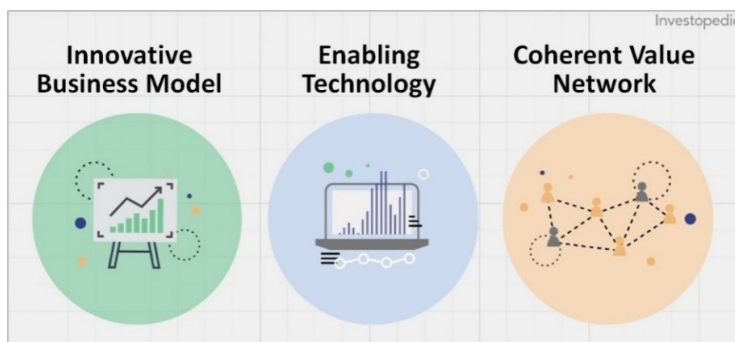 Investopedia
Innovative
Business Model
Enabling
Technology
Coherent Value
Network